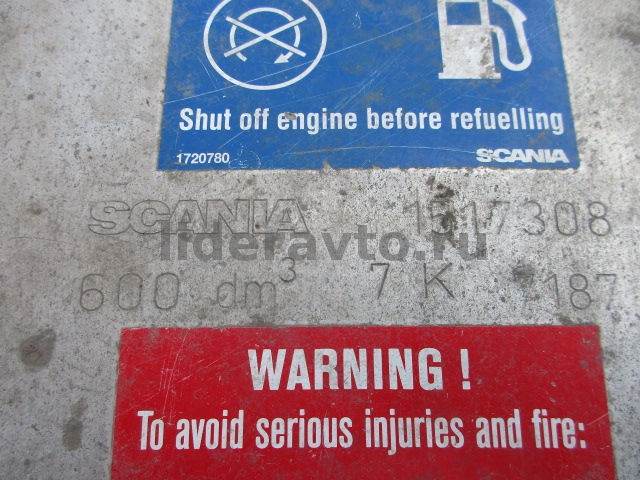 Shut off engine before refuelling
1720780 SCANIA
SCANIA 1517308
lideravto.ru
600 dm³ 7 K 187
WARNING !
To avoid serious injuries and fire: